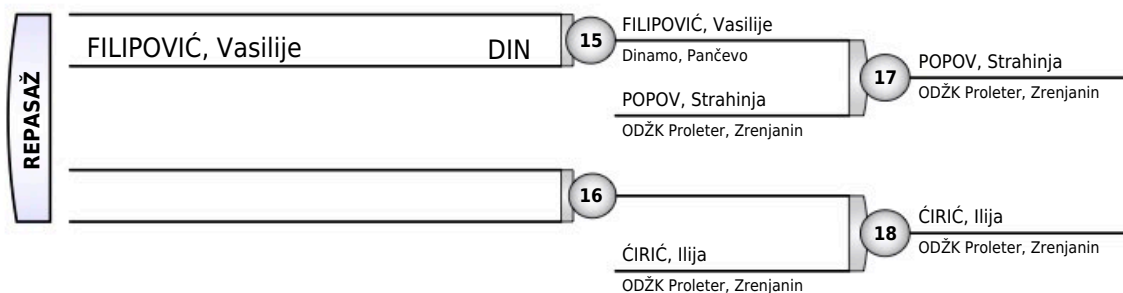 REPASAŽ
FILIPOVIĆ, Vasilije DIN
15
FILIPOVIĆ, Vasilije
Dinamo, Pančevo
POPOV, Strahinja
ODŽK Proleter, Zrenjanin
17
POPOV, Strahinja
ODŽK Proleter, Zrenjanin
16
ĆIRIĆ, Ilija
ODŽK Proleter, Zrenjanin
18
ĆIRIĆ, Ilija
ODŽK Proleter, Zrenjanin